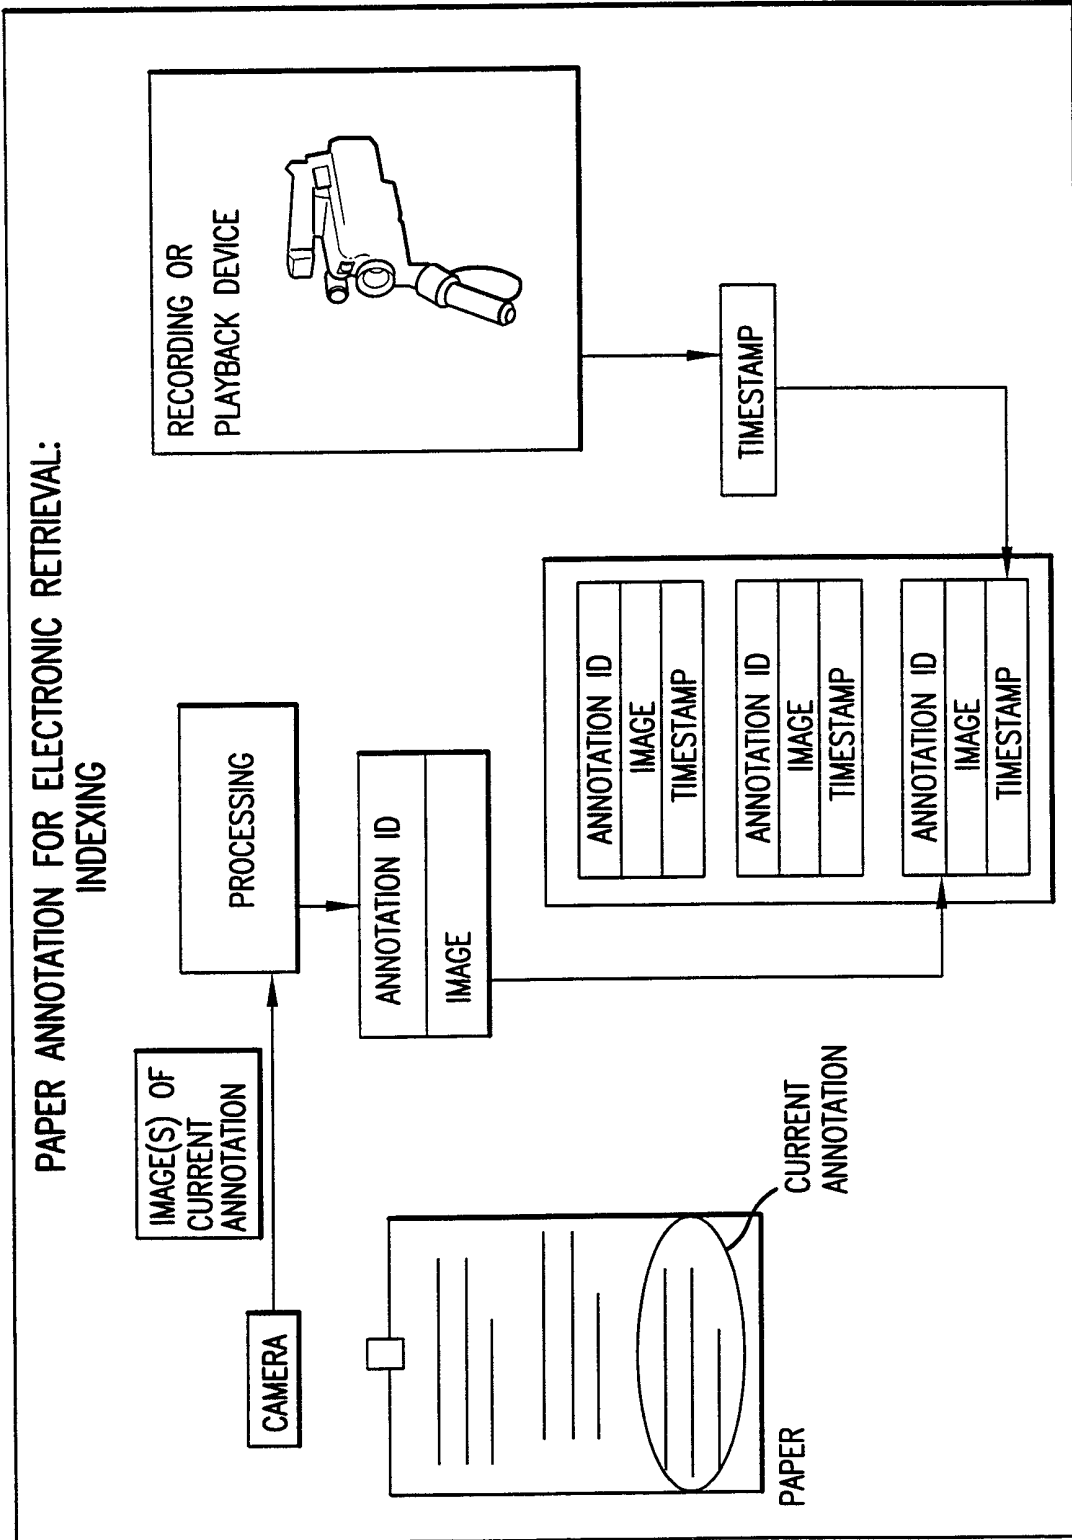 PAPER ANNOTATION FOR ELECTRONIC RETRIEVAL:
INDEXING
CAMERA
IMAGE(S) OF
CURRENT
ANNOTATION
PROCESSING
RECORDING OR
PLAYBACK DEVICE
ANNOTATION ID
IMAGE
PAPER
CURRENT
ANNOTATION
ANNOTATION ID
IMAGE
TIMESTAMP
ANNOTATION ID
IMAGE
TIMESTAMP
ANNOTATION ID
IMAGE
TIMESTAMP
TIMESTAMP